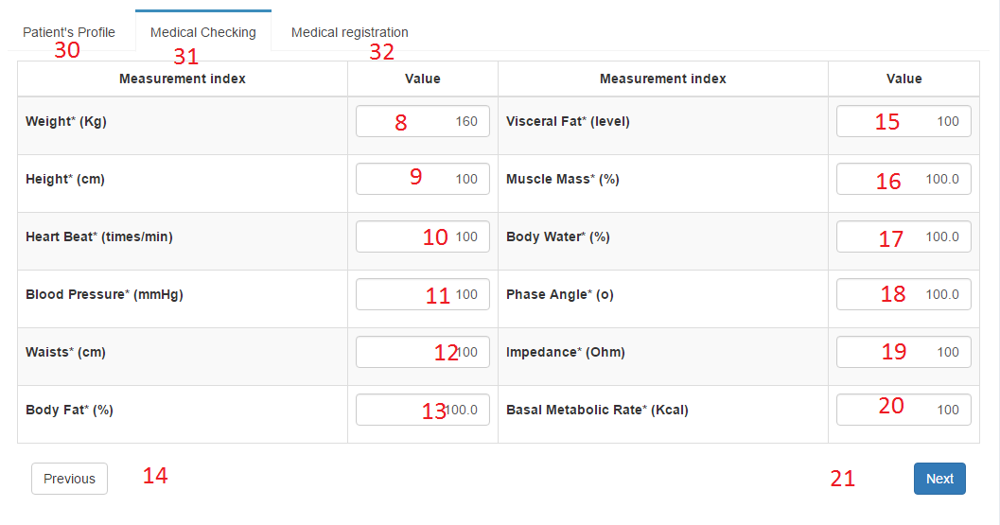 Patient's Profile Medical Checking Medical registration
30 31 32
Measurement index Value Measurement index Value
Weight* (Kg) 8 160 Visceral Fat* (level) 15 100
Height* (cm) 9 100 Muscle Mass* (%) 16 100.0
Heart Beat* (times/min) 10 100 Body Water* (%) 17 100.0
Blood Pressure* (mmHg) 11 100 Phase Angle* (o) 18 100.0
Waists* (cm) 12 100 Impedance* (Ohm) 19 100
Body Fat* (%) 13 100.0 Basal Metabolic Rate* (Kcal) 20 100
Previous 14 21 Next